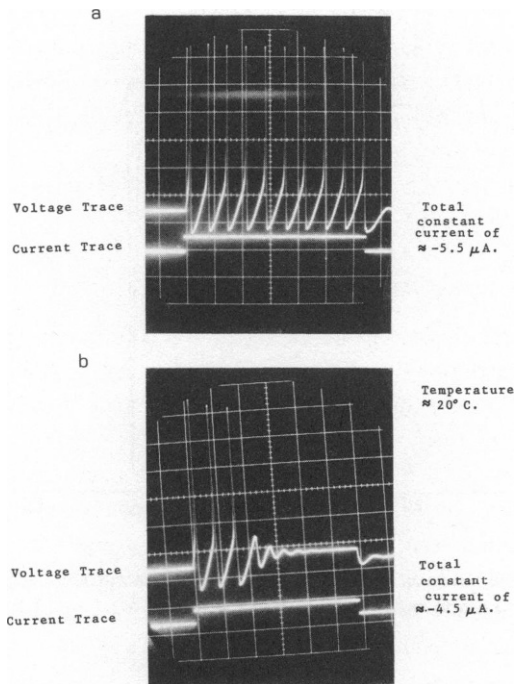 a
Voltage Trace
Current Trace
Total
constant
current of
≈ -5.5 μA.
b
Temperature
≈ 20° C.
Voltage Trace
Current Trace
Total
constant
current of
≈-4.5 μA.